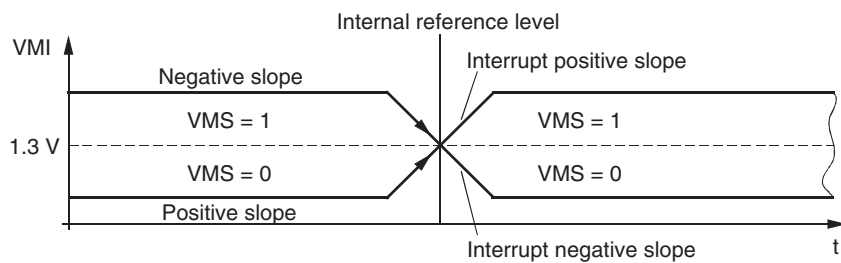 Internal reference level
VMI
Negative slope
Interrupt positive slope
VMS = 1
VMS = 1
1.3 V
VMS = 0
VMS = 0
Positive slope
Interrupt negative slope
t